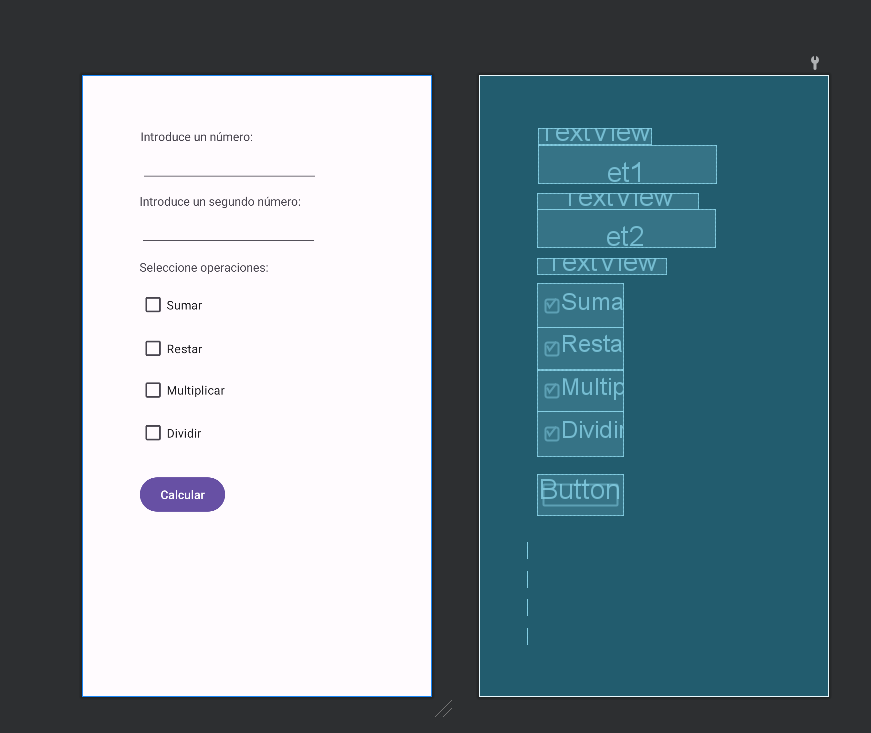 Introduce un número:
Introduce un segundo número:
Seleccione operaciones:
Sumar
Restar
Multiplicar
Dividir
Calcular
TextView
et1
TextView
et2
TextView
Suma
Resta
Multip
Dividir
Button